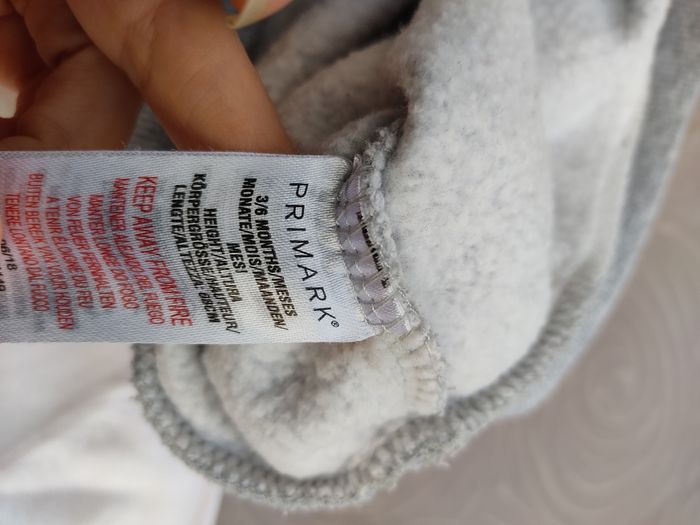 PRIMARK®
3/6 MONTHS/MESES
MONATE/MOIS/MAANDEN/
MESI
HEIGHT/ALTURA
KÖRPERGRÖSSE/HAUTEUR/
LENGTE/ALTEZZA: 68CM
KEEP AWAY FROM FIRE
MANTENER ALEJADO DEL FUEGO
MANTER LONGE DO FOGO
VON FEUER FERNHALTEN
A TENIR ELOIGNE DU FEU
BUITEN BEREIK VAN VUUR HOUDEN
TENERE LONTANO DAL FUOCO